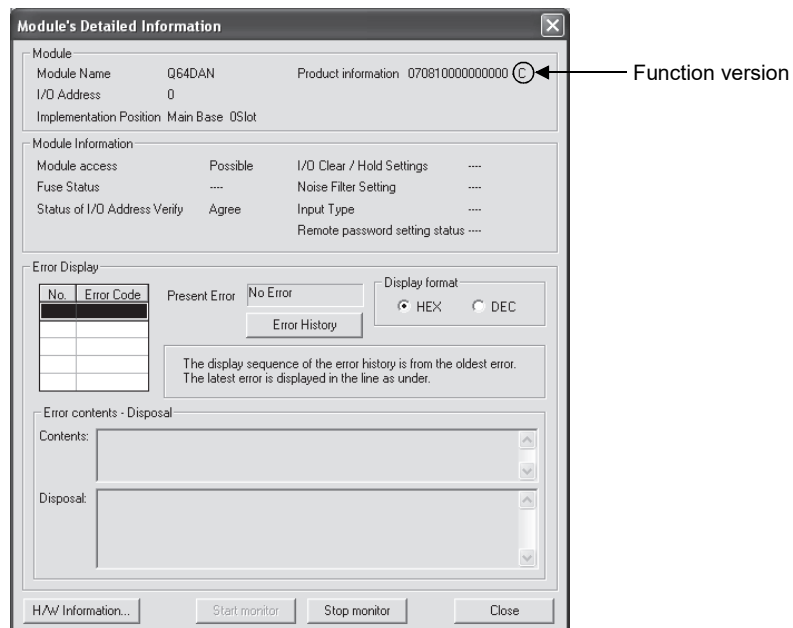 Module's Detailed Information
Module
Module Name Q64DAN Product information 070810000000000 C Function version
I/O Address 0
Implementation Position Main Base 0Slot
Module Information
Module access Possible I/O Clear / Hold Settings ----
Fuse Status ---- Noise Filter Setting ----
Status of I/O Address Verify Agree Input Type ----
Remote password setting status ----
Error Display
No. Error Code Present Error No Error Display format
HEX DEC
Error History
The display sequence of the error history is from the oldest error.
The latest error is displayed in the line as under.
Error contents - Disposal
Contents:
Disposal:
H/W Information... Start monitor Stop monitor Close